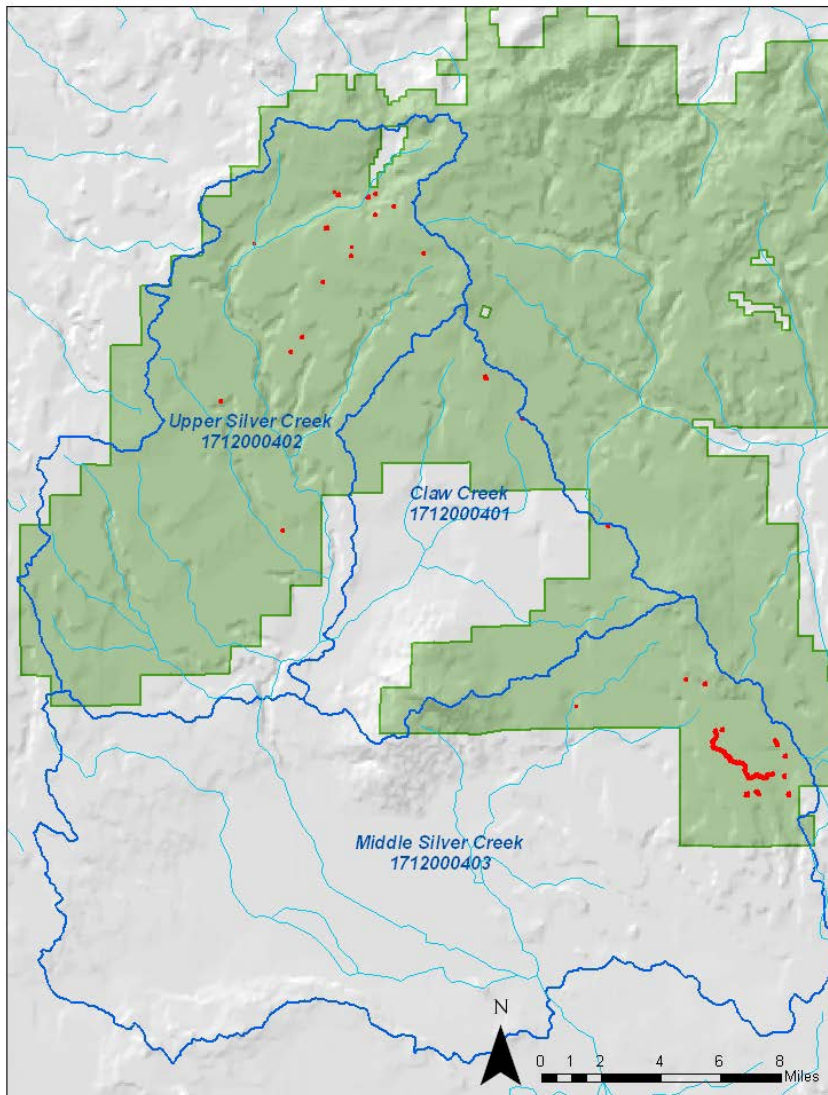 Upper Silver Creek
1712000402
Claw Creek
1712000401
Middle Silver Creek
1712000403
N
0 1 2 4 6 8
Miles